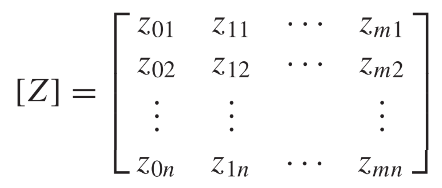 [Z] = [ z01 z11 ⋯ zm1
z02 z12 ⋯ zm2
⋮ ⋮ ⋮
z0n z1n ⋯ zmn ]